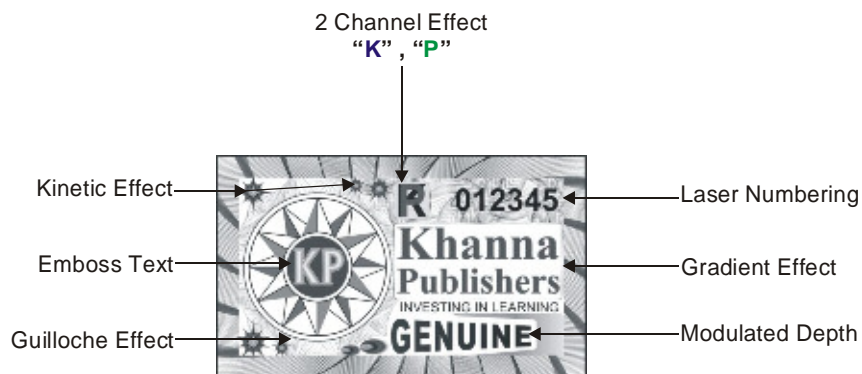 2 Channel Effect
“K” , “P”
Kinetic Effect
Laser Numbering
012345
Emboss Text
KP
Khanna
Publishers
INVESTING IN LEARNING
Gradient Effect
Guilloche Effect
GENUINE
Modulated Depth